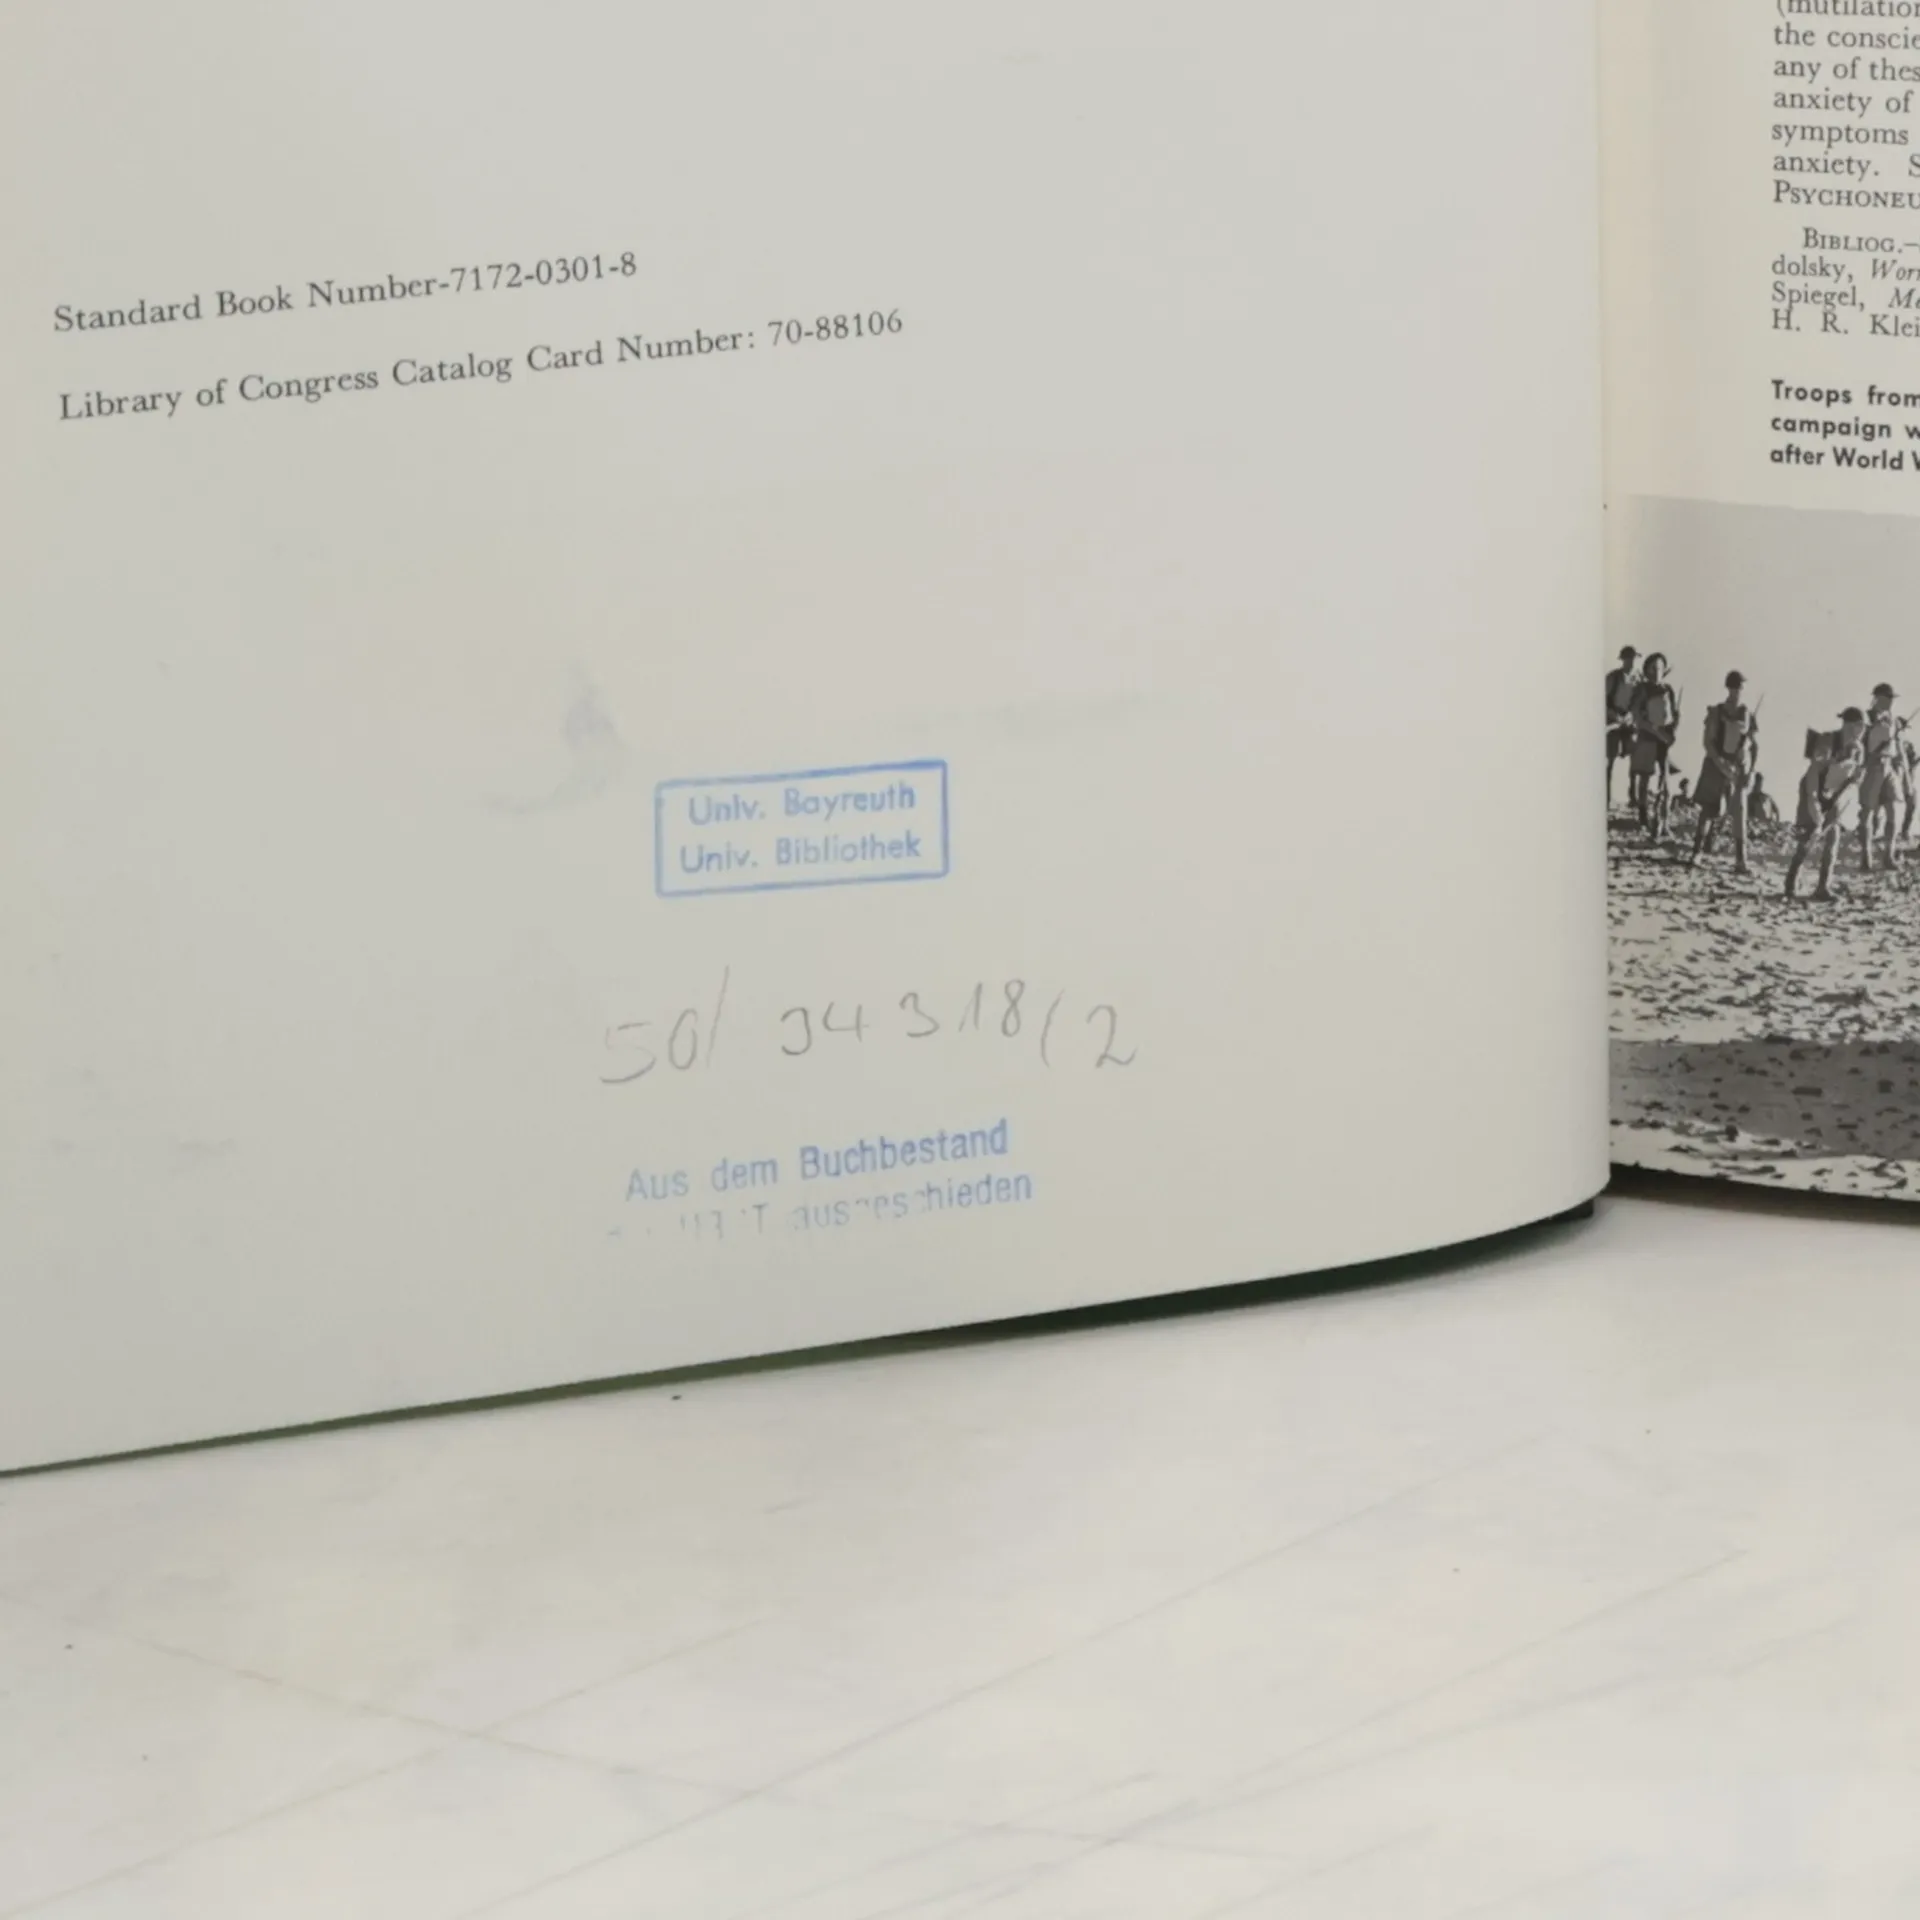 Standard Book Number-7172-0301-8
Library of Congress Catalog Card Number: 70-88106
Univ. Bayreuth
Univ. Bibliothek
50/ 34318(2
Aus dem Buchbestand
ausgeschieden
the
any of
anxiety of
symptoms
anxiety.
BIBLIOG.—
dolsky,
Spiegel,
H. R.
Troops from
campaign
after World